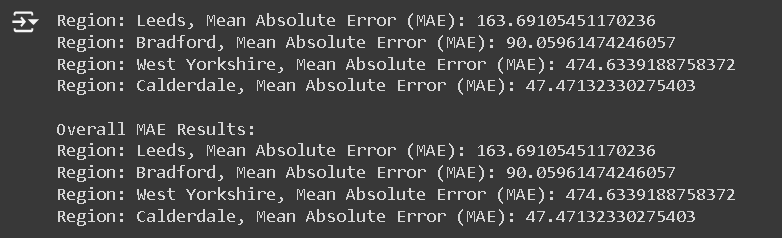 Region: Leeds, Mean Absolute Error (MAE): 163.69105451170236
Region: Bradford, Mean Absolute Error (MAE): 90.05961474246057
Region: West Yorkshire, Mean Absolute Error (MAE): 474.6339188758372
Region: Calderdale, Mean Absolute Error (MAE): 47.47132330275403
Overall MAE Results:
Region: Leeds, Mean Absolute Error (MAE): 163.69105451170236
Region: Bradford, Mean Absolute Error (MAE): 90.05961474246057
Region: West Yorkshire, Mean Absolute Error (MAE): 474.6339188758372
Region: Calderdale, Mean Absolute Error (MAE): 47.47132330275403